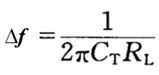 Δf = 1 / 2πC_T R_L